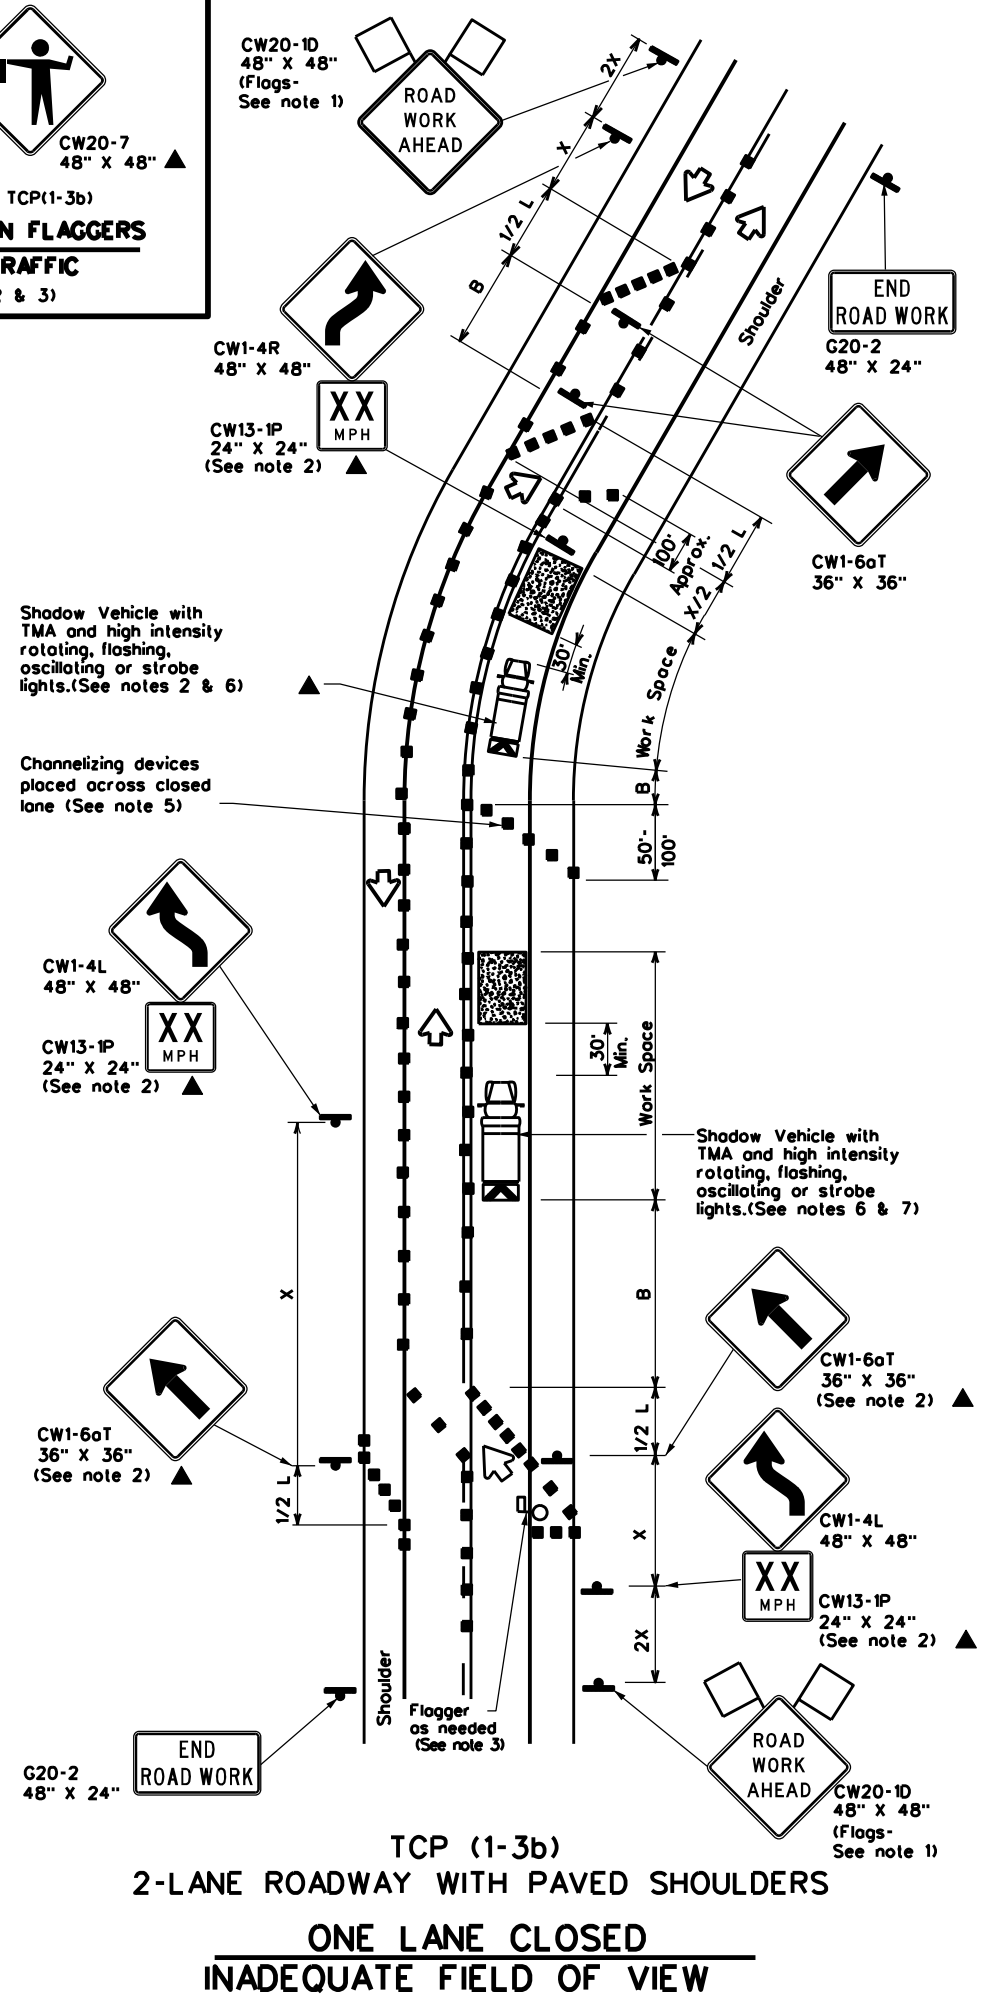 CW20-7
48" X 48"
TCP(1-3b)
N FLAGGERS
RAFFIC
2 & 3)
CW20-1D
48" X 48"
(Flags-
See note 1)
ROAD
WORK
AHEAD
2X
X
1/2 L
B
CW1-4R
48" X 48"
XX
MPH
CW13-1P
24" X 24"
(See note 2)
Shoulder
END
ROAD WORK
G20-2
48" X 24"
CW1-6aT
36" X 36"
100'
Approx.
1/2 L
X/2
30'
Min.
Work Space
B
50'-
100'
Shadow Vehicle with
TMA and high intensity
rotating, flashing,
oscillating or strobe
lights.(See notes 2 & 6)
Channelizing devices
placed across closed
lane (See note 5)
CW1-4L
48" X 48"
XX
MPH
CW13-1P
24" X 24"
(See note 2)
30'
Min.
Work Space
Shadow Vehicle with
TMA and high intensity
rotating, flashing,
oscillating or strobe
lights.(See notes 6 & 7)
X
B
CW1-6aT
36" X 36"
(See note 2)
1/2 L
CW1-6aT
36" X 36"
(See note 2)
1/2 L
X
CW1-4L
48" X 48"
XX
MPH
CW13-1P
24" X 24"
(See note 2)
2X
Shoulder
Flagger
as needed
(See note 3)
END
ROAD WORK
G20-2
48" X 24"
ROAD
WORK
AHEAD
CW20-1D
48" X 48"
(Flags-
See note 1)
TCP (1-3b)
2-LANE ROADWAY WITH PAVED SHOULDERS
ONE LANE CLOSED
INADEQUATE FIELD OF VIEW